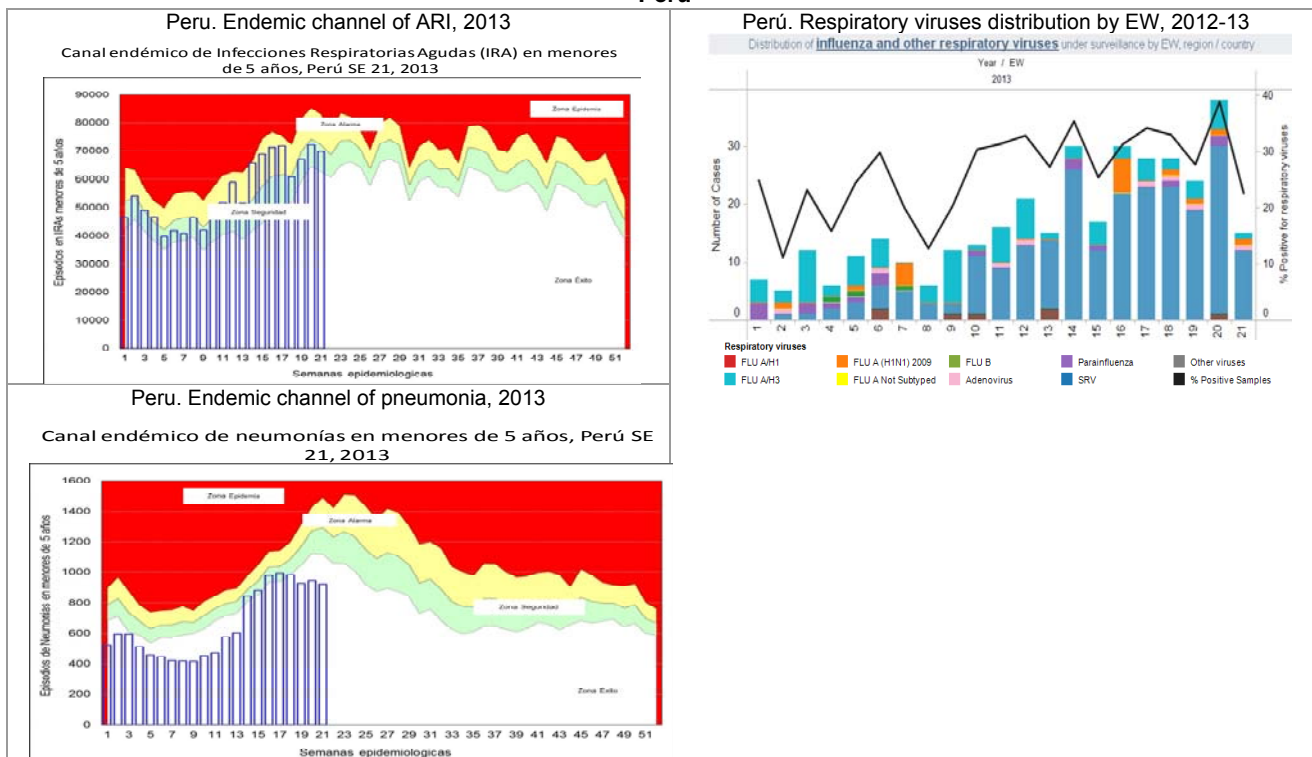 Perú
Peru. Endemic channel of ARI, 2013
Canal endémico de Infecciones Respiratorias Agudas (IRA) en menores
de 5 años, Perú SE 21, 2013
90000
80000
70000
60000
50000
40000
30000
20000
10000
0
Episodios en IRAs menores de 5 años
Zona Epidemia
Zona Alarma
Zona Seguridad
Zona Exito
1 3 5 7 9 11 13 15 17 19 21 23 25 27 29 31 33 35 37 39 41 43 45 47 49 51
Semanas epidemiologicas
Perú. Respiratory viruses distribution by EW, 2012-13
Distribution of influenza and other respiratory viruses under surveillance by EW, region / country
Year / EW
2013
Number of Cases
30
20
10
0
40
30
20
10
0
% Positive for respiratory viruses
1 2 3 4 5 6 7 8 9 10 11 12 13 14 15 16 17 18 19 20 21
Respiratory viruses
FLU A/H1 FLU A (H1N1) 2009 FLU B Parainfluenza Other viruses
FLU A/H3 FLU A Not Subtyped Adenovirus SRV % Positive Samples
Peru. Endemic channel of pneumonia, 2013
Canal endémico de neumonías en menores de 5 años, Perú SE
21, 2013
1600
1400
1200
1000
800
600
400
200
0
Episodios de Neumonias en menores de 5 años
Zona Epidemia
Zona Alarma
Zona Seguridad
Zona Exito
1 3 5 7 9 11 13 15 17 19 21 23 25 27 29 31 33 35 37 39 41 43 45 47 49 51
Semanas epidemiologicas